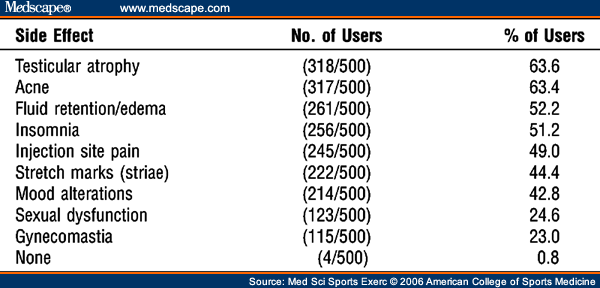 Medscape® www.medscape.com
Side Effect No. of Users % of Users
Testicular atrophy (318/500) 63.6
Acne (317/500) 63.4
Fluid retention/edema (261/500) 52.2
Insomnia (256/500) 51.2
Injection site pain (245/500) 49.0
Stretch marks (striae) (222/500) 44.4
Mood alterations (214/500) 42.8
Sexual dysfunction (123/500) 24.6
Gynecomastia (115/500) 23.0
None (4/500) 0.8
Source: Med Sci Sports Exerc © 2006 American College of Sports Medicine